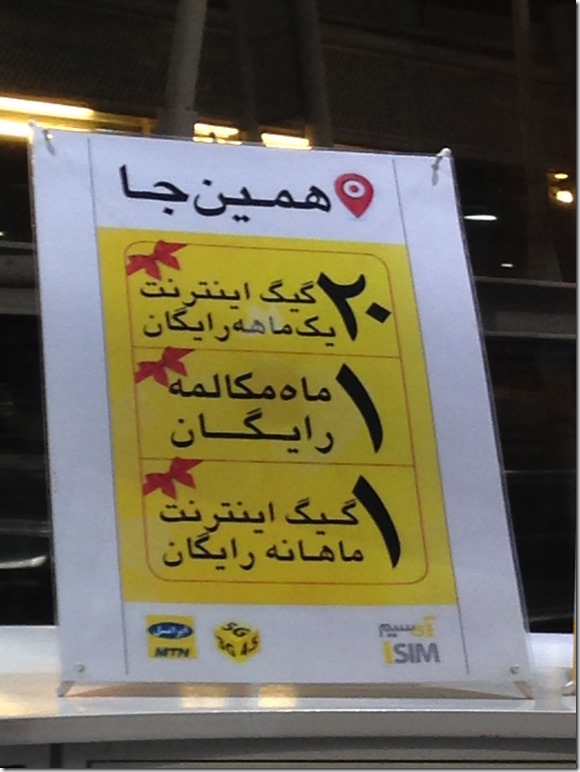 همین‌جا
۲۰ گیگ اینترنت
یک‌ماهه رایگان
۱ ماه مکالمه
رایـگـان
۱ گیگ اینترنت
ماهانه رایگان
ایرانسل
MTN
آی‌سیم
iSIM